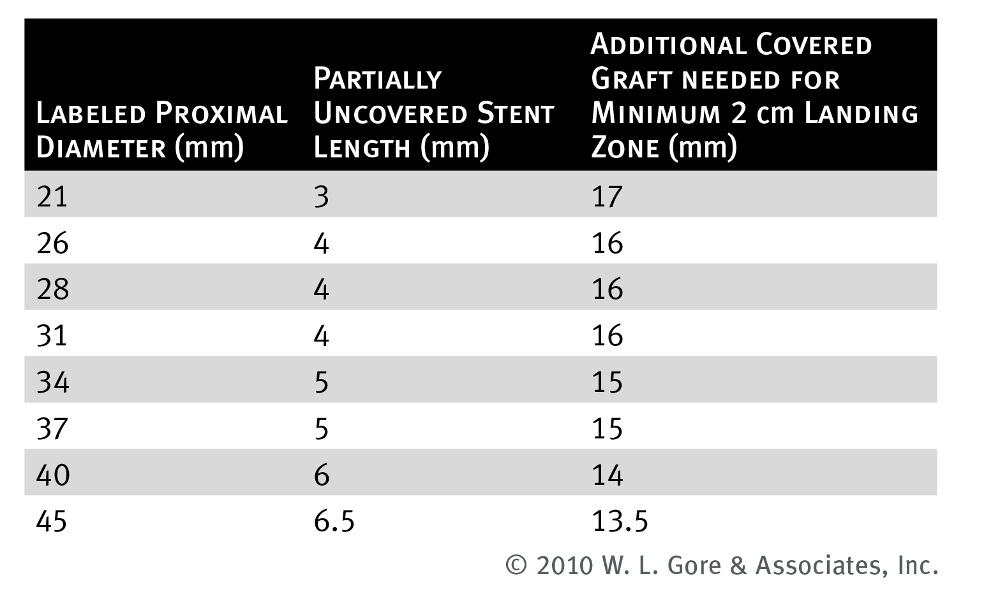 LABELED PROXIMAL
DIAMETER (mm)
PARTIALLY
UNCOVERED STENT
LENGTH (mm)
ADDITIONAL COVERED
GRAFT NEEDED FOR
MINIMUM 2 cm LANDING
ZONE (mm)
21 3 17
26 4 16
28 4 16
31 4 16
34 5 15
37 5 15
40 6 14
45 6.5 13.5
© 2010 W. L. Gore & Associates, Inc.